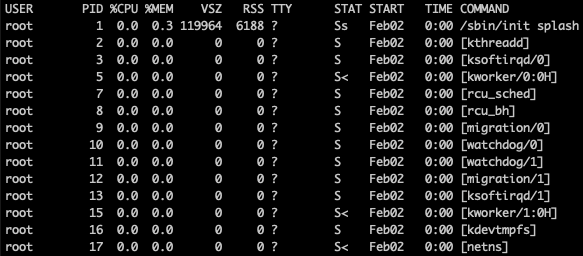 USER PID %CPU %MEM VSZ RSS TTY STAT START TIME COMMAND
root 1 0.0 0.3 119964 6188 ? Ss Feb02 0:00 /sbin/init splash
root 2 0.0 0.0 0 0 ? S Feb02 0:00 [kthreadd]
root 3 0.0 0.0 0 0 ? S Feb02 0:00 [ksoftirqd/0]
root 5 0.0 0.0 0 0 ? S< Feb02 0:00 [kworker/0:0H]
root 7 0.0 0.0 0 0 ? S Feb02 0:00 [rcu_sched]
root 8 0.0 0.0 0 0 ? S Feb02 0:00 [rcu_bh]
root 9 0.0 0.0 0 0 ? S Feb02 0:00 [migration/0]
root 10 0.0 0.0 0 0 ? S Feb02 0:00 [watchdog/0]
root 11 0.0 0.0 0 0 ? S Feb02 0:00 [watchdog/1]
root 12 0.0 0.0 0 0 ? S Feb02 0:00 [migration/1]
root 13 0.0 0.0 0 0 ? S Feb02 0:00 [ksoftirqd/1]
root 15 0.0 0.0 0 0 ? S< Feb02 0:00 [kworker/1:0H]
root 16 0.0 0.0 0 0 ? S Feb02 0:00 [kdevtmpfs]
root 17 0.0 0.0 0 0 ? S< Feb02 0:00 [netns]